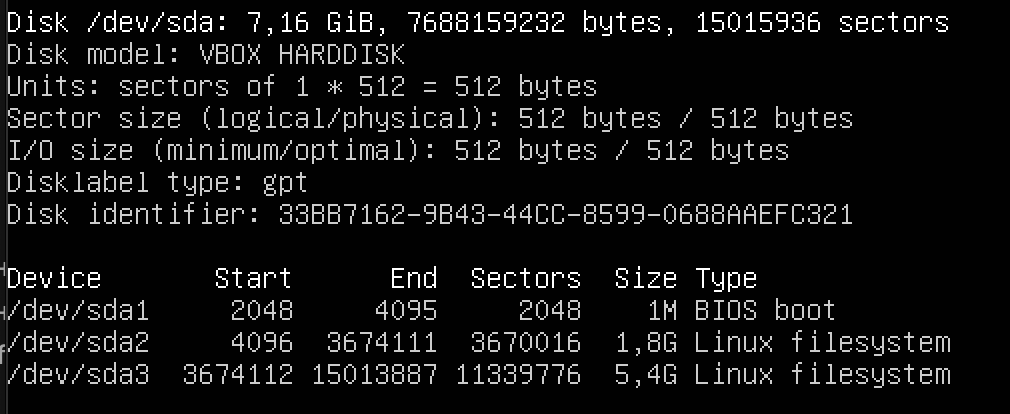 Disk /dev/sda: 7,16 GiB, 7688159232 bytes, 15015936 sectors
Disk model: VBOX HARDDISK
Units: sectors of 1 * 512 = 512 bytes
Sector size (logical/physical): 512 bytes / 512 bytes
I/O size (minimum/optimal): 512 bytes / 512 bytes
Disklabel type: gpt
Disk identifier: 33BB7162-9B43-44CC-8599-0688AAEFC321
Device Start End Sectors Size Type
/dev/sda1 2048 4095 2048 1M BIOS boot
/dev/sda2 4096 3674111 3670016 1,8G Linux filesystem
/dev/sda3 3674112 15013887 11339776 5,4G Linux filesystem